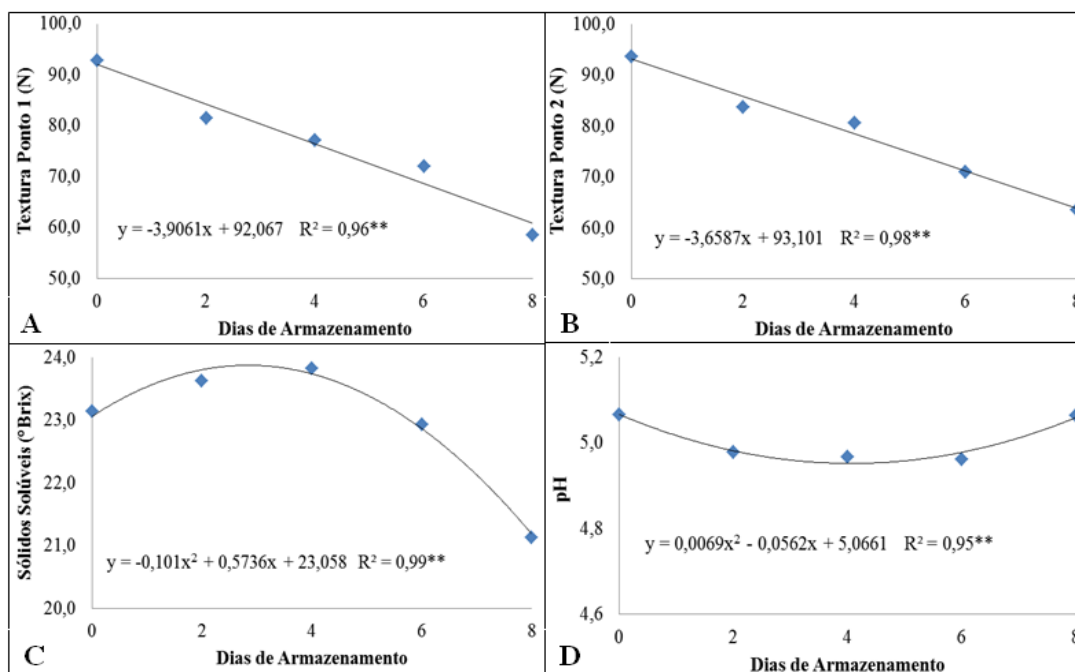 100,0
90,0
80,0
70,0
60,0
50,0
Textura Ponto 1 (N)
y = -3,9061x + 92,067 R² = 0,96**
0 2 4 6 8
Dias de Armazenamento
A
100,0
90,0
80,0
70,0
60,0
50,0
Textura Ponto 2 (N)
y = -3,6587x + 93,101 R² = 0,98**
0 2 4 6 8
Dias de Armazenamento
B
24,0
23,0
22,0
21,0
20,0
Sólidos Solúveis (°Brix)
y = -0,101x² + 0,5736x + 23,058 R² = 0,99**
0 2 4 6 8
Dias de Armazenamento
C
5,2
5,0
4,8
4,6
pH
y = 0,0069x² - 0,0562x + 5,0661 R² = 0,95**
0 2 4 6 8
Dias de Armazenamento
D